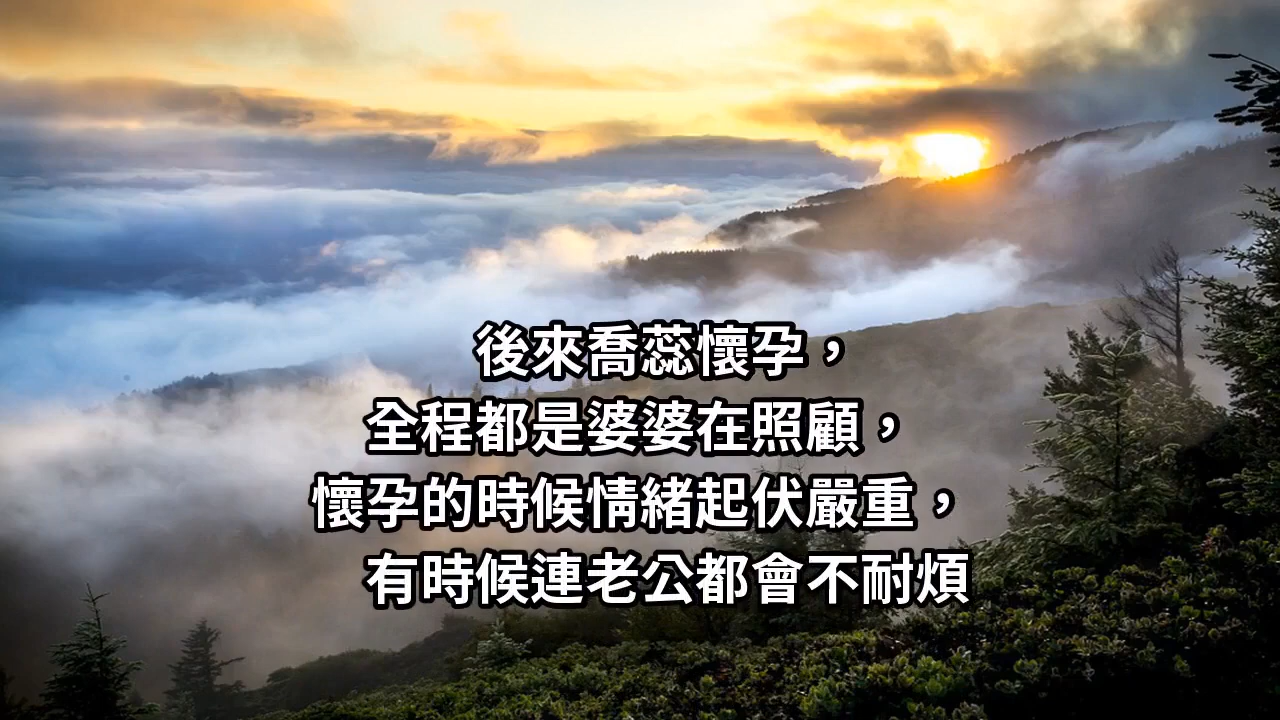 後來喬蕊懷孕，
全程都是婆婆在照顧，
懷孕的時候情緒起伏嚴重，
有時候連老公都會不耐煩